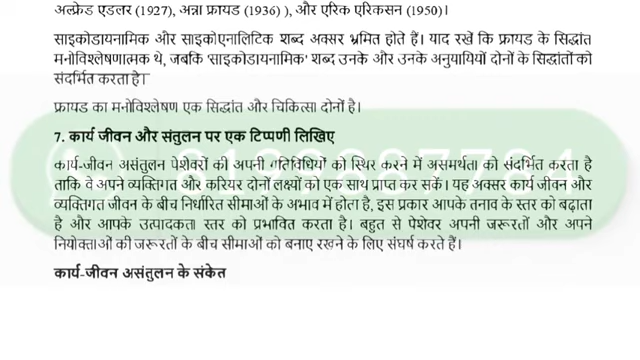 अल्फ्रेड एडलर (1927), अन्ना फ्रायड (1936) ), और एरिक एरिकसन (1950)।
साइकोडायनामिक और साइकोएनालिटिक शब्द अक्सर भ्रमित होते हैं। याद रखें कि फ्रायड के सिद्धांत
मनोविश्लेषणात्मक थे, जबकि 'साइकोडायनामिक' शब्द उनके और उनके अनुयायियों दोनों के सिद्धांतों को
संदर्भित करता है।
फ्रायड का मनोविश्लेषण एक सिद्धांत और चिकित्सा दोनों है।
7. कार्य जीवन और संतुलन पर एक टिप्पणी लिखिए
कार्य-जीवन असंतुलन पेशेवरों की अपनी गतिविधियों को स्थिर करने में असमर्थता को संदर्भित करता है
ताकि वे अपने व्यक्तिगत और करियर दोनों लक्ष्यों को एक साथ प्राप्त कर सकें। यह अक्सर कार्य जीवन और
व्यक्तिगत जीवन के बीच निर्धारित सीमाओं के अभाव में होता है, इस प्रकार आपके तनाव के स्तर को बढ़ाता
है और आपके उत्पादकता स्तर को प्रभावित करता है। बहुत से पेशेवर अपनी जरूरतों और अपने
नियोक्ताओं की जरूरतों के बीच सीमाओं को बनाए रखने के लिए संघर्ष करते हैं।
कार्य-जीवन असंतुलन के संकेत